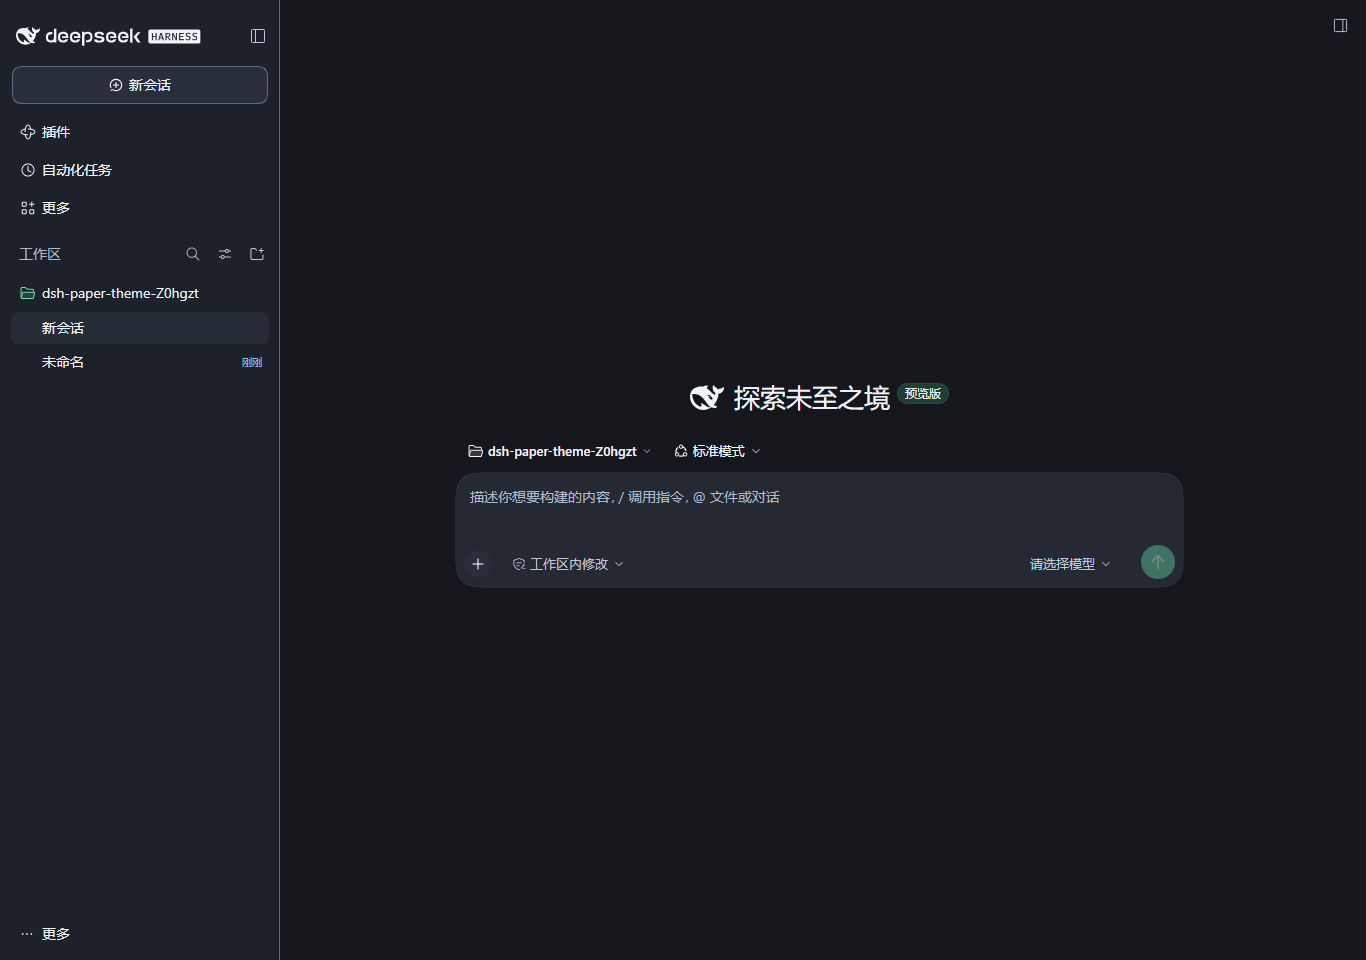 deepseek HARNESS
新会话
插件
自动化任务
更多
工作区
dsh-paper-theme-Z0hgzt
新会话
未命名 刚刚
更多
探索未至之境 预览版
dsh-paper-theme-Z0hgzt 标准模式
描述你想要构建的内容, / 调用指令, @ 文件或对话
工作区内修改 请选择模型